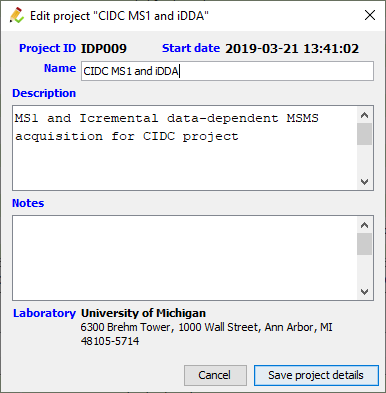 Edit project "CIDC MS1 and iDDA"
Project ID IDP009 Start date 2019-03-21 13:41:02
Name CIDC MS1 and iDDA
Description
MS1 and Icremental data-dependent MSMS
acquisition for CIDC project
Notes
Laboratory University of Michigan
6300 Brehm Tower, 1000 Wall Street, Ann Arbor, MI
48105-5714
Cancel Save project details